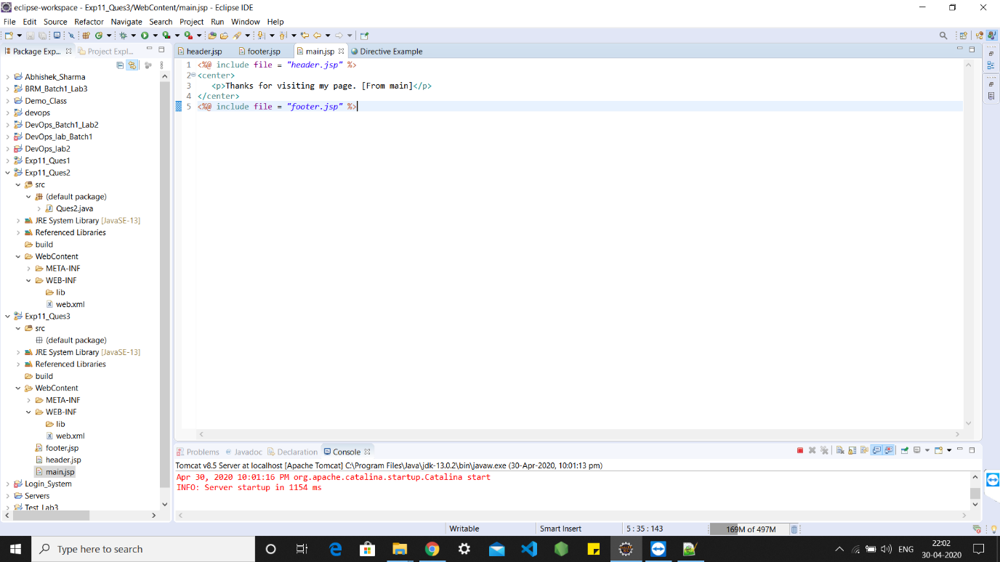 eclipse-workspace - Exp11_Ques3/WebContent/main.jsp - Eclipse IDE
File Edit Source Refactor Navigate Search Project Run Window Help
Package Exp... Project Expl...
Abhishek_Sharma
BRM_Batch1_Lab3
Demo_Class
devops
DevOps_Batch1_Lab2
DevOps_lab_Batch1
DevOps_lab2
Exp11_Ques1
Exp11_Ques2
src
(default package)
Ques2.java
JRE System Library [JavaSE-13]
Referenced Libraries
build
WebContent
META-INF
WEB-INF
lib
web.xml
Exp11_Ques3
src
(default package)
JRE System Library [JavaSE-13]
Referenced Libraries
build
WebContent
META-INF
WEB-INF
lib
web.xml
footer.jsp
header.jsp
main.jsp
Login_System
Servers
Test_Lab3
header.jsp footer.jsp main.jsp Directive Example
1 <%@ include file = "header.jsp" %>
2 <center>
3 <p>Thanks for visiting my page. [From main]</p>
4 </center>
5 <%@ include file = "footer.jsp" %>
Problems Javadoc Declaration Console
Tomcat v8.5 Server at localhost [Apache Tomcat] C:\Program Files\Java\jdk-13.0.2\bin\javaw.exe (30-Apr-2020, 10:01:13 pm)
Apr 30, 2020 10:01:16 PM org.apache.catalina.startup.Catalina start
INFO: Server startup in 1154 ms
Writable Smart Insert 5 : 35 : 143 169M of 497M
Type here to search
ENG
22:02
30-04-2020